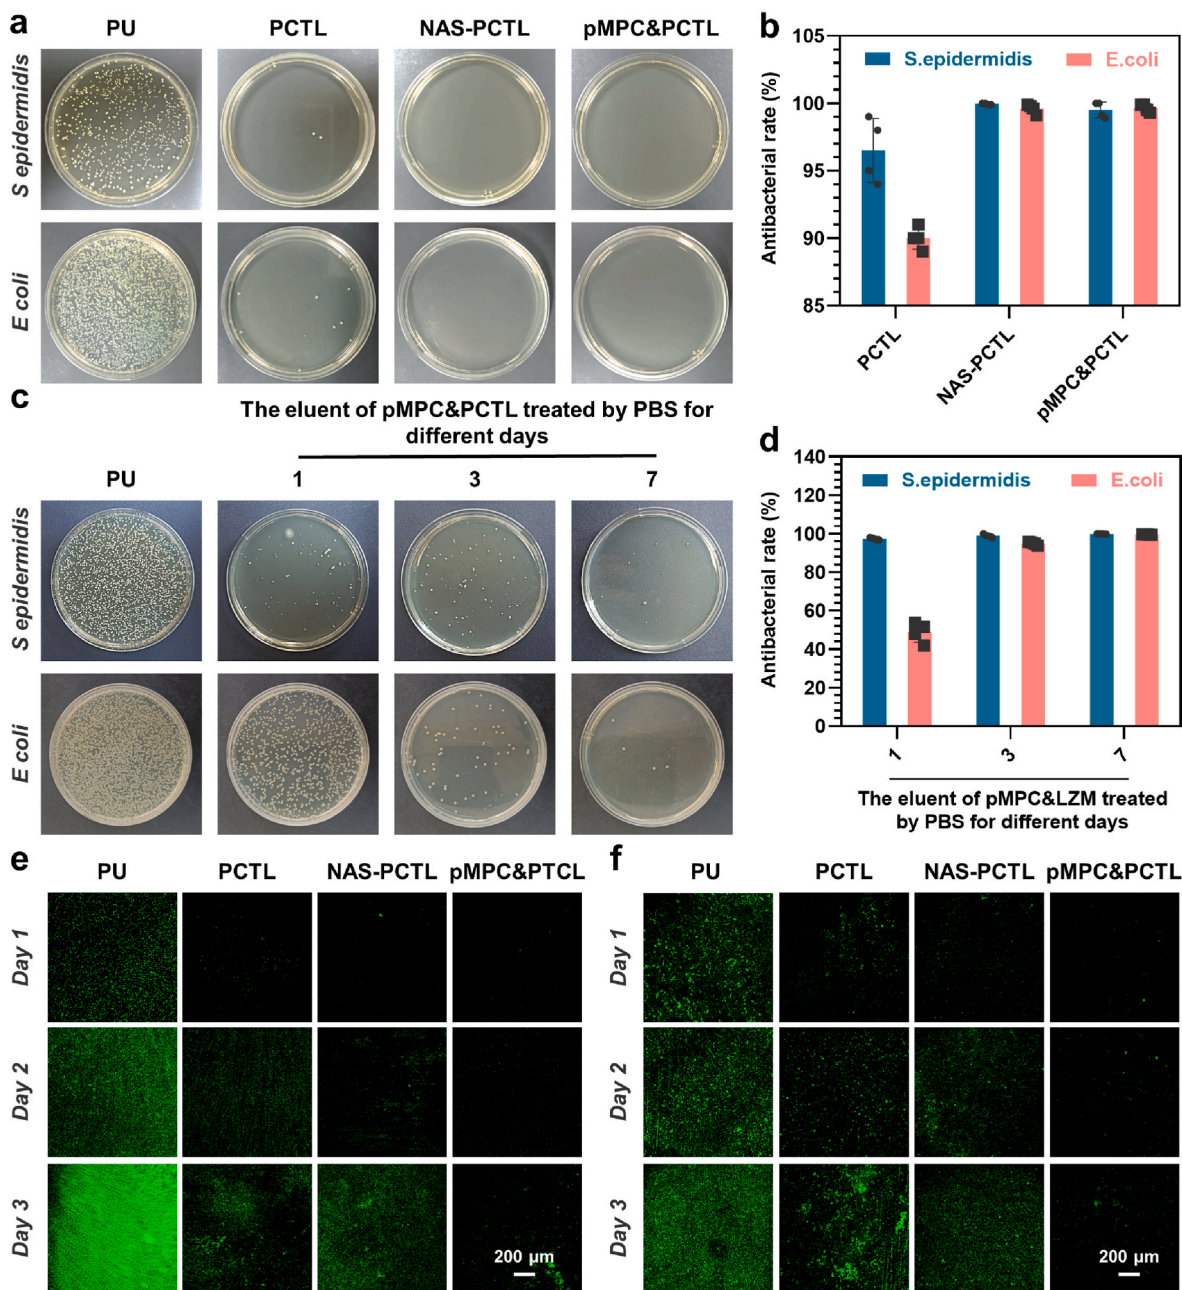 a
PU
PCTL
NAS-PCTL
pMPC&PCTL
S epidermidis
E coli
b
105
100
95
90
85
Antibacterial rate (%)
S.epidermidis
E.coli
PCTL
NAS-PCTL
pMPC&PCTL
c
The eluent of pMPC&PCTL treated by PBS for
different days
PU
1
3
7
S epidermidis
E coli
d
140
120
100
80
60
40
20
0
Antibacterial rate (%)
S.epidermidis
E.coli
1
3
7
The eluent of pMPC&LZM treated
by PBS for different days
e
PU
PCTL
NAS-PCTL
pMPC&PTCL
Day 1
Day 2
Day 3
200 µm
f
PU
PCTL
NAS-PCTL
pMPC&PCTL
Day 1
Day 2
Day 3
200 µm